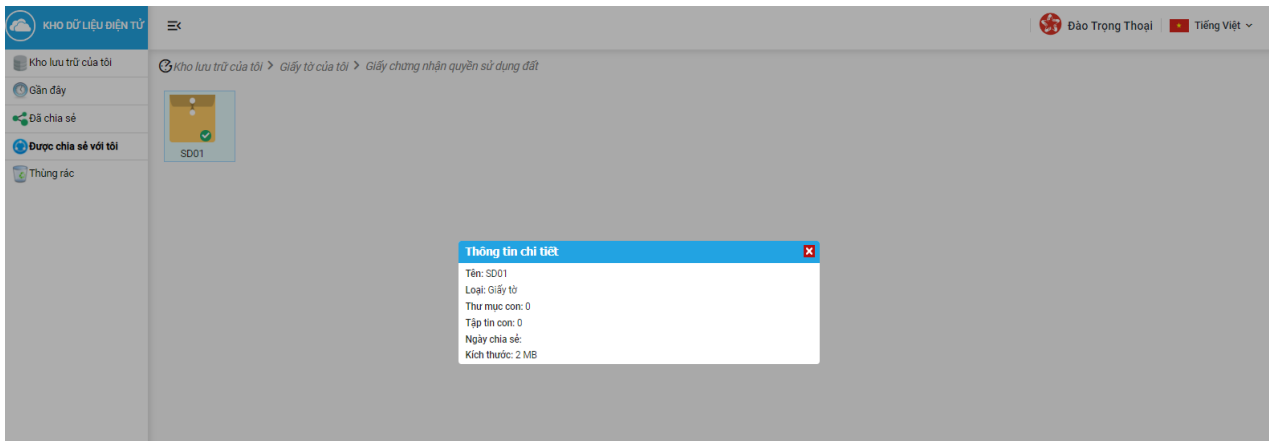 KHO DỮ LIỆU ĐIỆN TỬ
Đào Trọng Thoại
Tiếng Việt
Kho lưu trữ của tôi
Gần đây
Đã chia sẻ
Được chia sẻ với tôi
Thùng rác
Kho lưu trữ của tôi > Giấy tờ của tôi > Giấy chứng nhận quyền sử dụng đất
SD01
Thông tin chi tiết
Tên: SD01
Loại: Giấy tờ
Thư mục con: 0
Tập tin con: 0
Ngày chia sẻ:
Kích thước: 2 MB